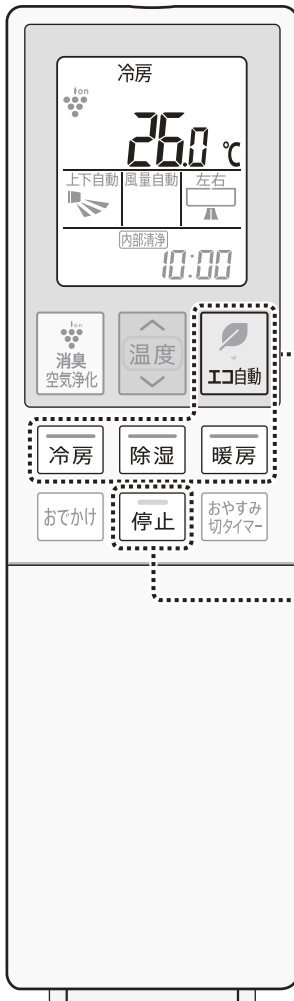 冷房
ion
26.0 ℃
上下自動 風量自動 左右
内部清浄
10:00
ion
消臭
空気浄化
温度
エコ自動
冷房 除湿 暖房
おでかけ 停止 おやすみ
切タイマー